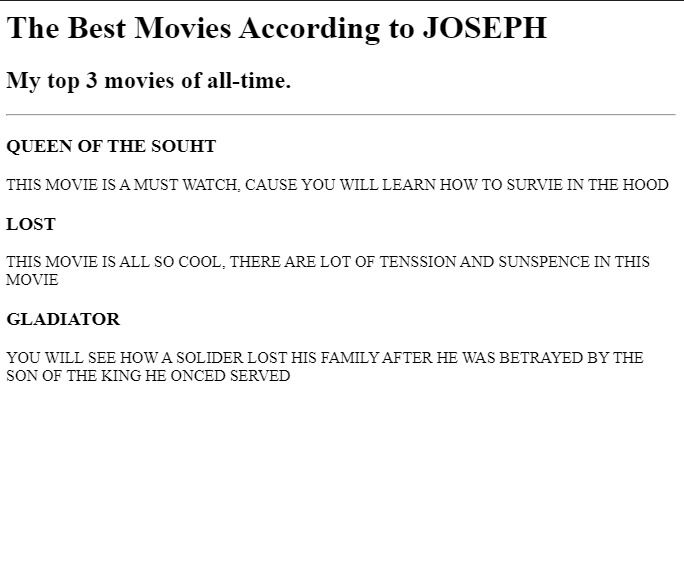 The Best Movies According to JOSEPH
My top 3 movies of all-time.
QUEEN OF THE SOUHT
THIS MOVIE IS A MUST WATCH, CAUSE YOU WILL LEARN HOW TO SURVIE IN THE HOOD
LOST
THIS MOVIE IS ALL SO COOL, THERE ARE LOT OF TENSSION AND SUNSPENCE IN THIS
MOVIE
GLADIATOR
YOU WILL SEE HOW A SOLIDER LOST HIS FAMILY AFTER HE WAS BETRAYED BY THE
SON OF THE KING HE ONCED SERVED